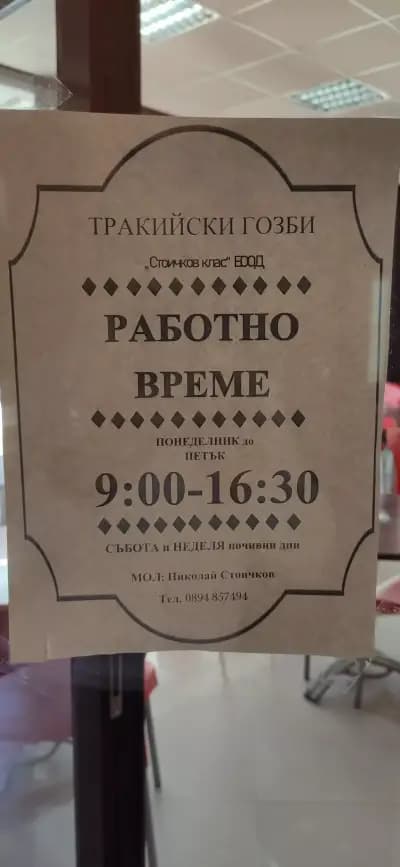 ТРАКИЙСКИ ГОЗБИ
„Стоичков клас" ЕООД
РАБОТНО
ВРЕМЕ
ПОНЕДЕЛНИК до
ПЕТЪК
9:00-16:30
СЪБОТА и НЕДЕЛЯ почивни дни
МОЛ: Николай Стоичков
Тел. 0894 857494